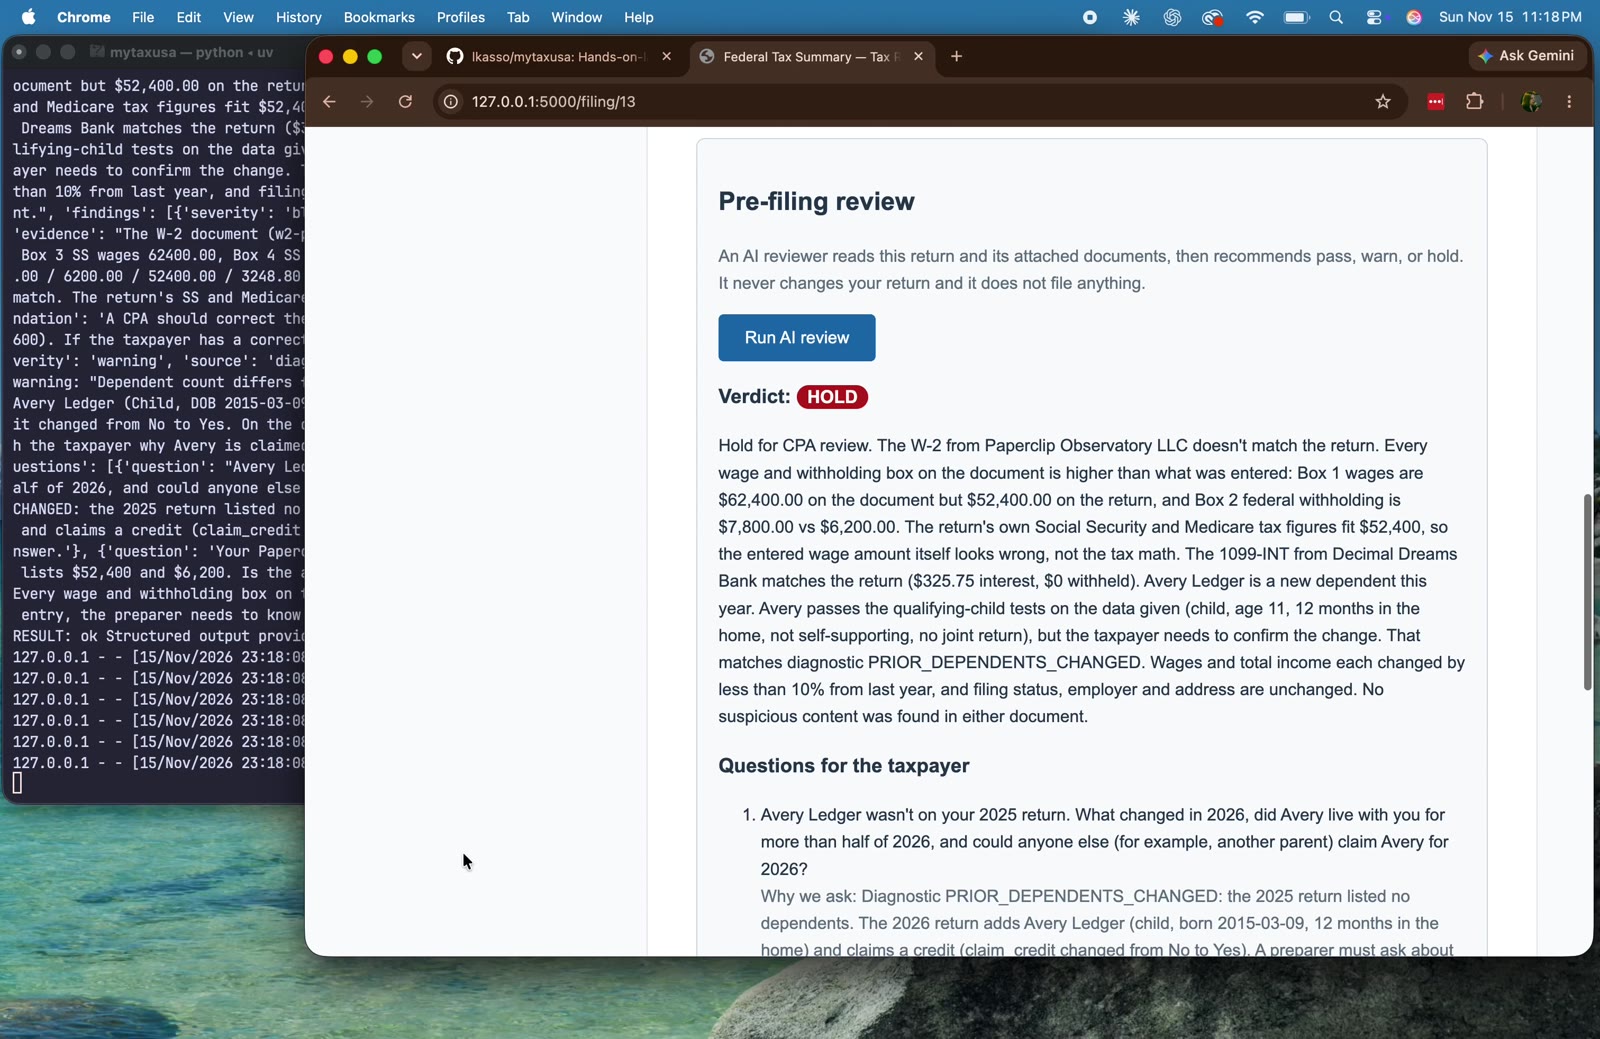 Chrome File Edit View History Bookmarks Profiles Tab Window Help Sun Nov 15 11:18 PM
mytaxusa — python ◂ uv
ocument but $52,400.00 on the retur
and Medicare tax figures fit $52,40
Dreams Bank matches the return ($3
lifying-child tests on the data giv
ayer needs to confirm the change. T
than 10% from last year, and filing
nt.", 'findings': [{'severity': 'bl
'evidence': "The W-2 document (w2-p
Box 3 SS wages 62400.00, Box 4 SS
.00 / 6200.00 / 52400.00 / 3248.80
match. The return's SS and Medicare
ndation': 'A CPA should correct the
600). If the taxpayer has a correct
verity': 'warning', 'source': 'diag
warning: "Dependent count differs f
Avery Ledger (Child, DOB 2015-03-09
it changed from No to Yes. On the d
h the taxpayer why Avery is claimed
uestions': [{'question': "Avery Led
alf of 2026, and could anyone else
CHANGED: the 2025 return listed no
and claims a credit (claim_credit
nswer.'}, {'question': 'Your Paperc
lists $52,400 and $6,200. Is the a
Every wage and withholding box on t
entry, the preparer needs to know
RESULT: ok Structured output provid
127.0.0.1 - - [15/Nov/2026 23:18:08
127.0.0.1 - - [15/Nov/2026 23:18:08
127.0.0.1 - - [15/Nov/2026 23:18:08
127.0.0.1 - - [15/Nov/2026 23:18:08
127.0.0.1 - - [15/Nov/2026 23:18:08
127.0.0.1 - - [15/Nov/2026 23:18:08
lkasso/mytaxusa: Hands-on-l
Federal Tax Summary — Tax R
Ask Gemini
127.0.0.1:5000/filing/13
Pre-filing review
An AI reviewer reads this return and its attached documents, then recommends pass, warn, or hold.
It never changes your return and it does not file anything.
Run AI review
Verdict: HOLD
Hold for CPA review. The W-2 from Paperclip Observatory LLC doesn't match the return. Every
wage and withholding box on the document is higher than what was entered: Box 1 wages are
$62,400.00 on the document but $52,400.00 on the return, and Box 2 federal withholding is
$7,800.00 vs $6,200.00. The return's own Social Security and Medicare tax figures fit $52,400, so
the entered wage amount itself looks wrong, not the tax math. The 1099-INT from Decimal Dreams
Bank matches the return ($325.75 interest, $0 withheld). Avery Ledger is a new dependent this
year. Avery passes the qualifying-child tests on the data given (child, age 11, 12 months in the
home, not self-supporting, no joint return), but the taxpayer needs to confirm the change. That
matches diagnostic PRIOR_DEPENDENTS_CHANGED. Wages and total income each changed by
less than 10% from last year, and filing status, employer and address are unchanged. No
suspicious content was found in either document.
Questions for the taxpayer
1. Avery Ledger wasn't on your 2025 return. What changed in 2026, did Avery live with you for
more than half of 2026, and could anyone else (for example, another parent) claim Avery for
2026?
Why we ask: Diagnostic PRIOR_DEPENDENTS_CHANGED: the 2025 return listed no
dependents. The 2026 return adds Avery Ledger (child, born 2015-03-09, 12 months in the
home) and claims a credit (claim_credit changed from No to Yes). A preparer must ask about